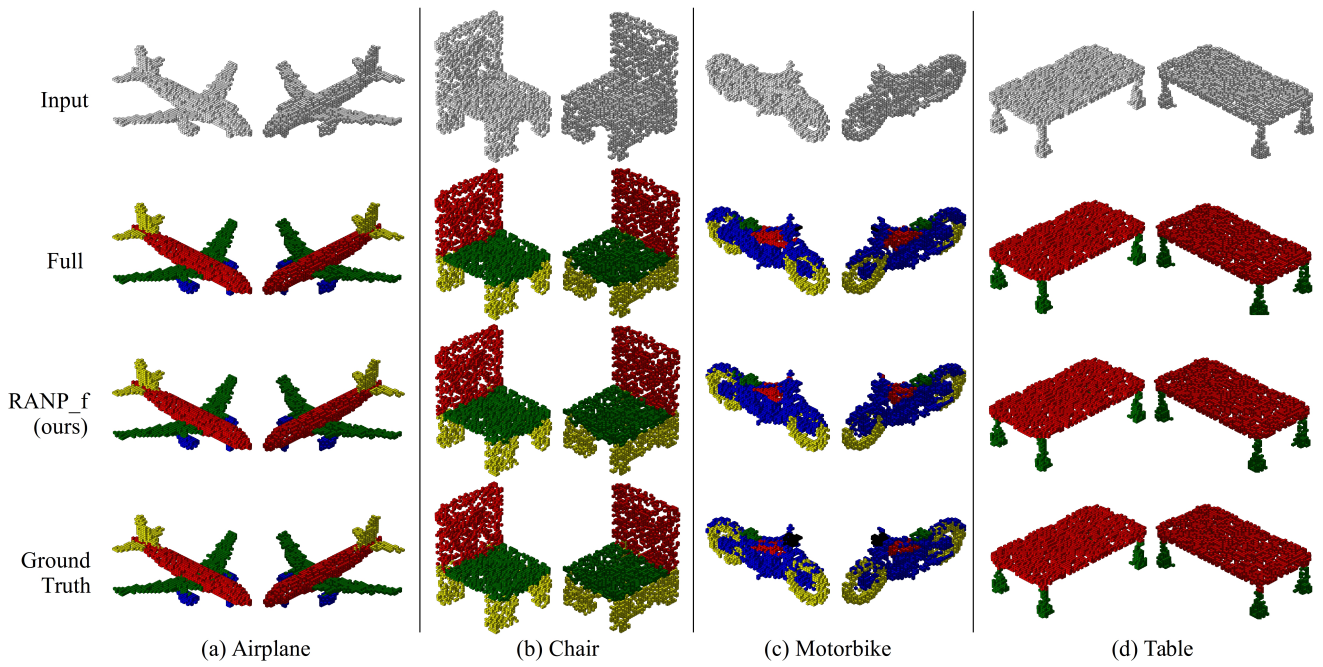 Input
Full
RANP_f
(ours)
Ground
Truth
(a) Airplane
(b) Chair
(c) Motorbike
(d) Table